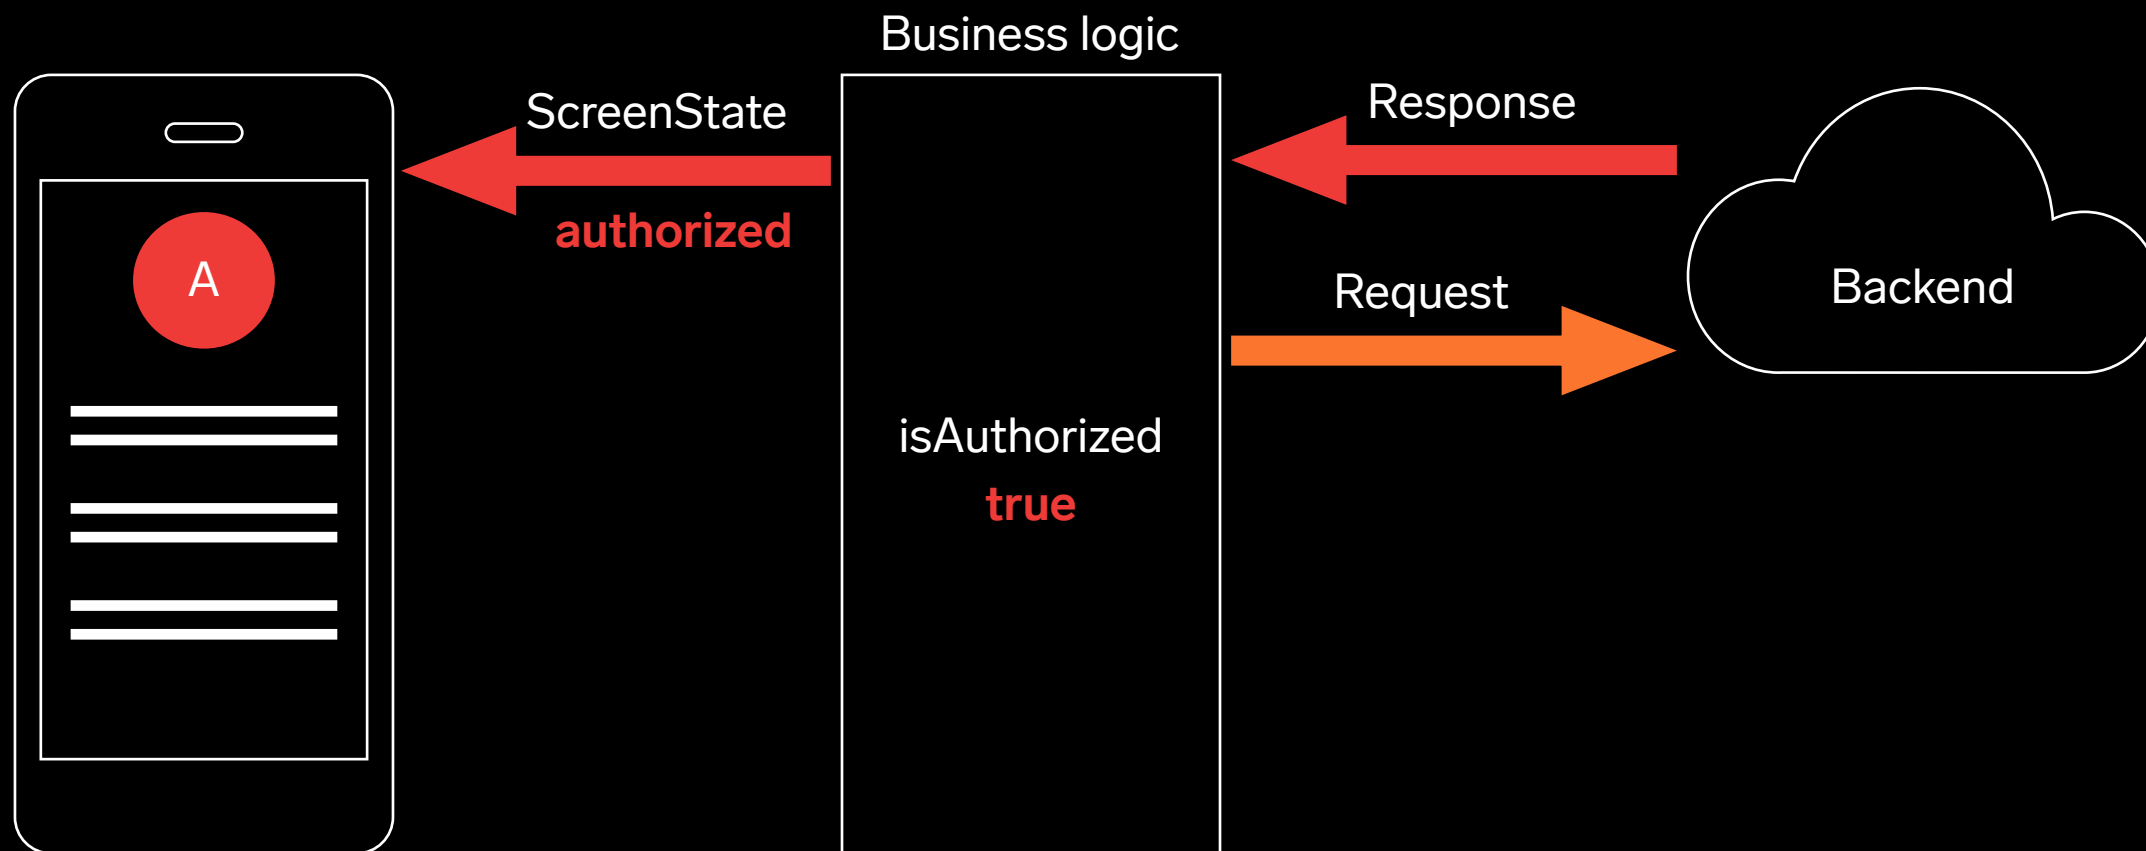 Business logic
ScreenState
authorized
A
isAuthorized
true
Response
Request
Backend